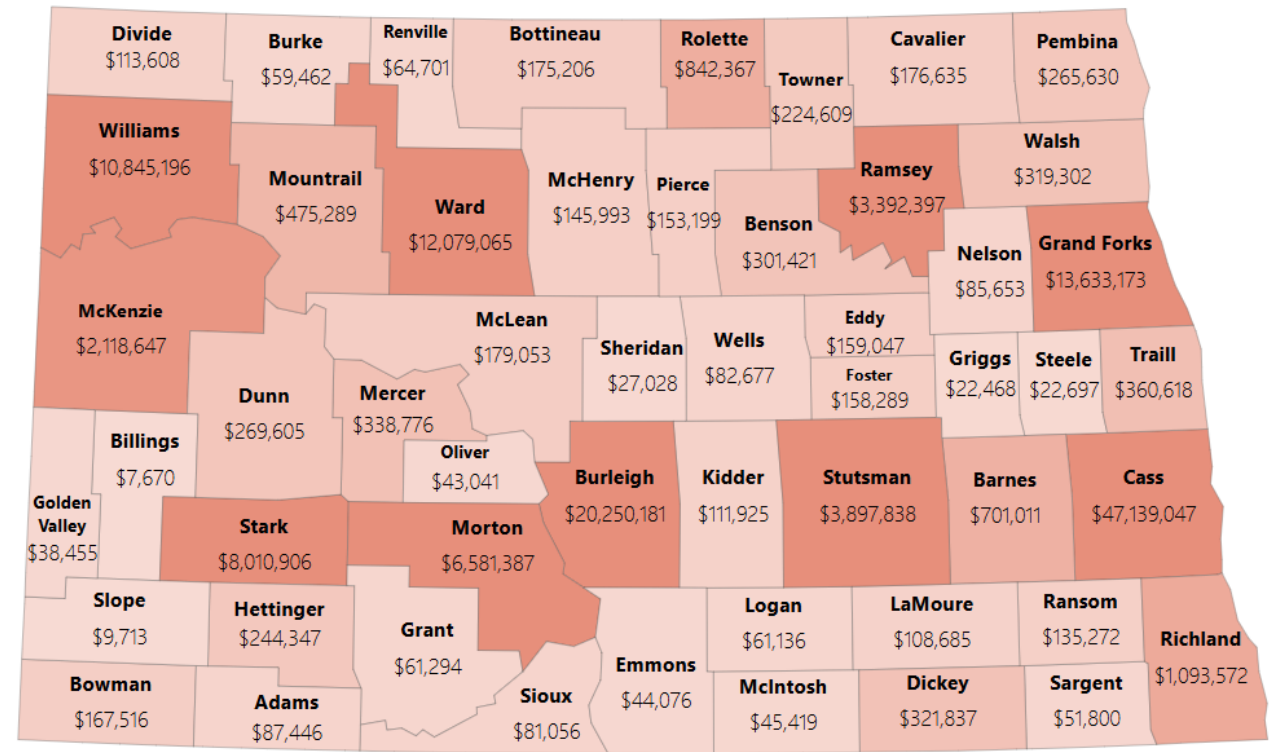 Divide
$113,608
Burke
$59,462
Renville
$64,701
Bottineau
$175,206
Rolette
$842,367
Towner
$224,609
Cavalier
$176,635
Pembina
$265,630
Williams
$10,845,196
Mountrail
$475,289
Ward
$12,079,065
McHenry
$145,993
Pierce
$153,199
Benson
$301,421
Ramsey
$3,392,397
Walsh
$319,302
Nelson
$85,653
Grand Forks
$13,633,173
McKenzie
$2,118,647
Dunn
$269,605
Mercer
$338,776
McLean
$179,053
Sheridan
$27,028
Wells
$82,677
Eddy
$159,047
Foster
$158,289
Griggs
$22,468
Steele
$22,697
Traill
$360,618
Golden
Valley
$38,455
Billings
$7,670
Stark
$8,010,906
Oliver
$43,041
Morton
$6,581,387
Burleigh
$20,250,181
Kidder
$111,925
Stutsman
$3,897,838
Barnes
$701,011
Cass
$47,139,047
Slope
$9,713
Hettinger
$244,347
Grant
$61,294
Bowman
$167,516
Adams
$87,446
Sioux
$81,056
Emmons
$44,076
Logan
$61,136
LaMoure
$108,685
Ransom
$135,272
Richland
$1,093,572
McIntosh
$45,419
Dickey
$321,837
Sargent
$51,800